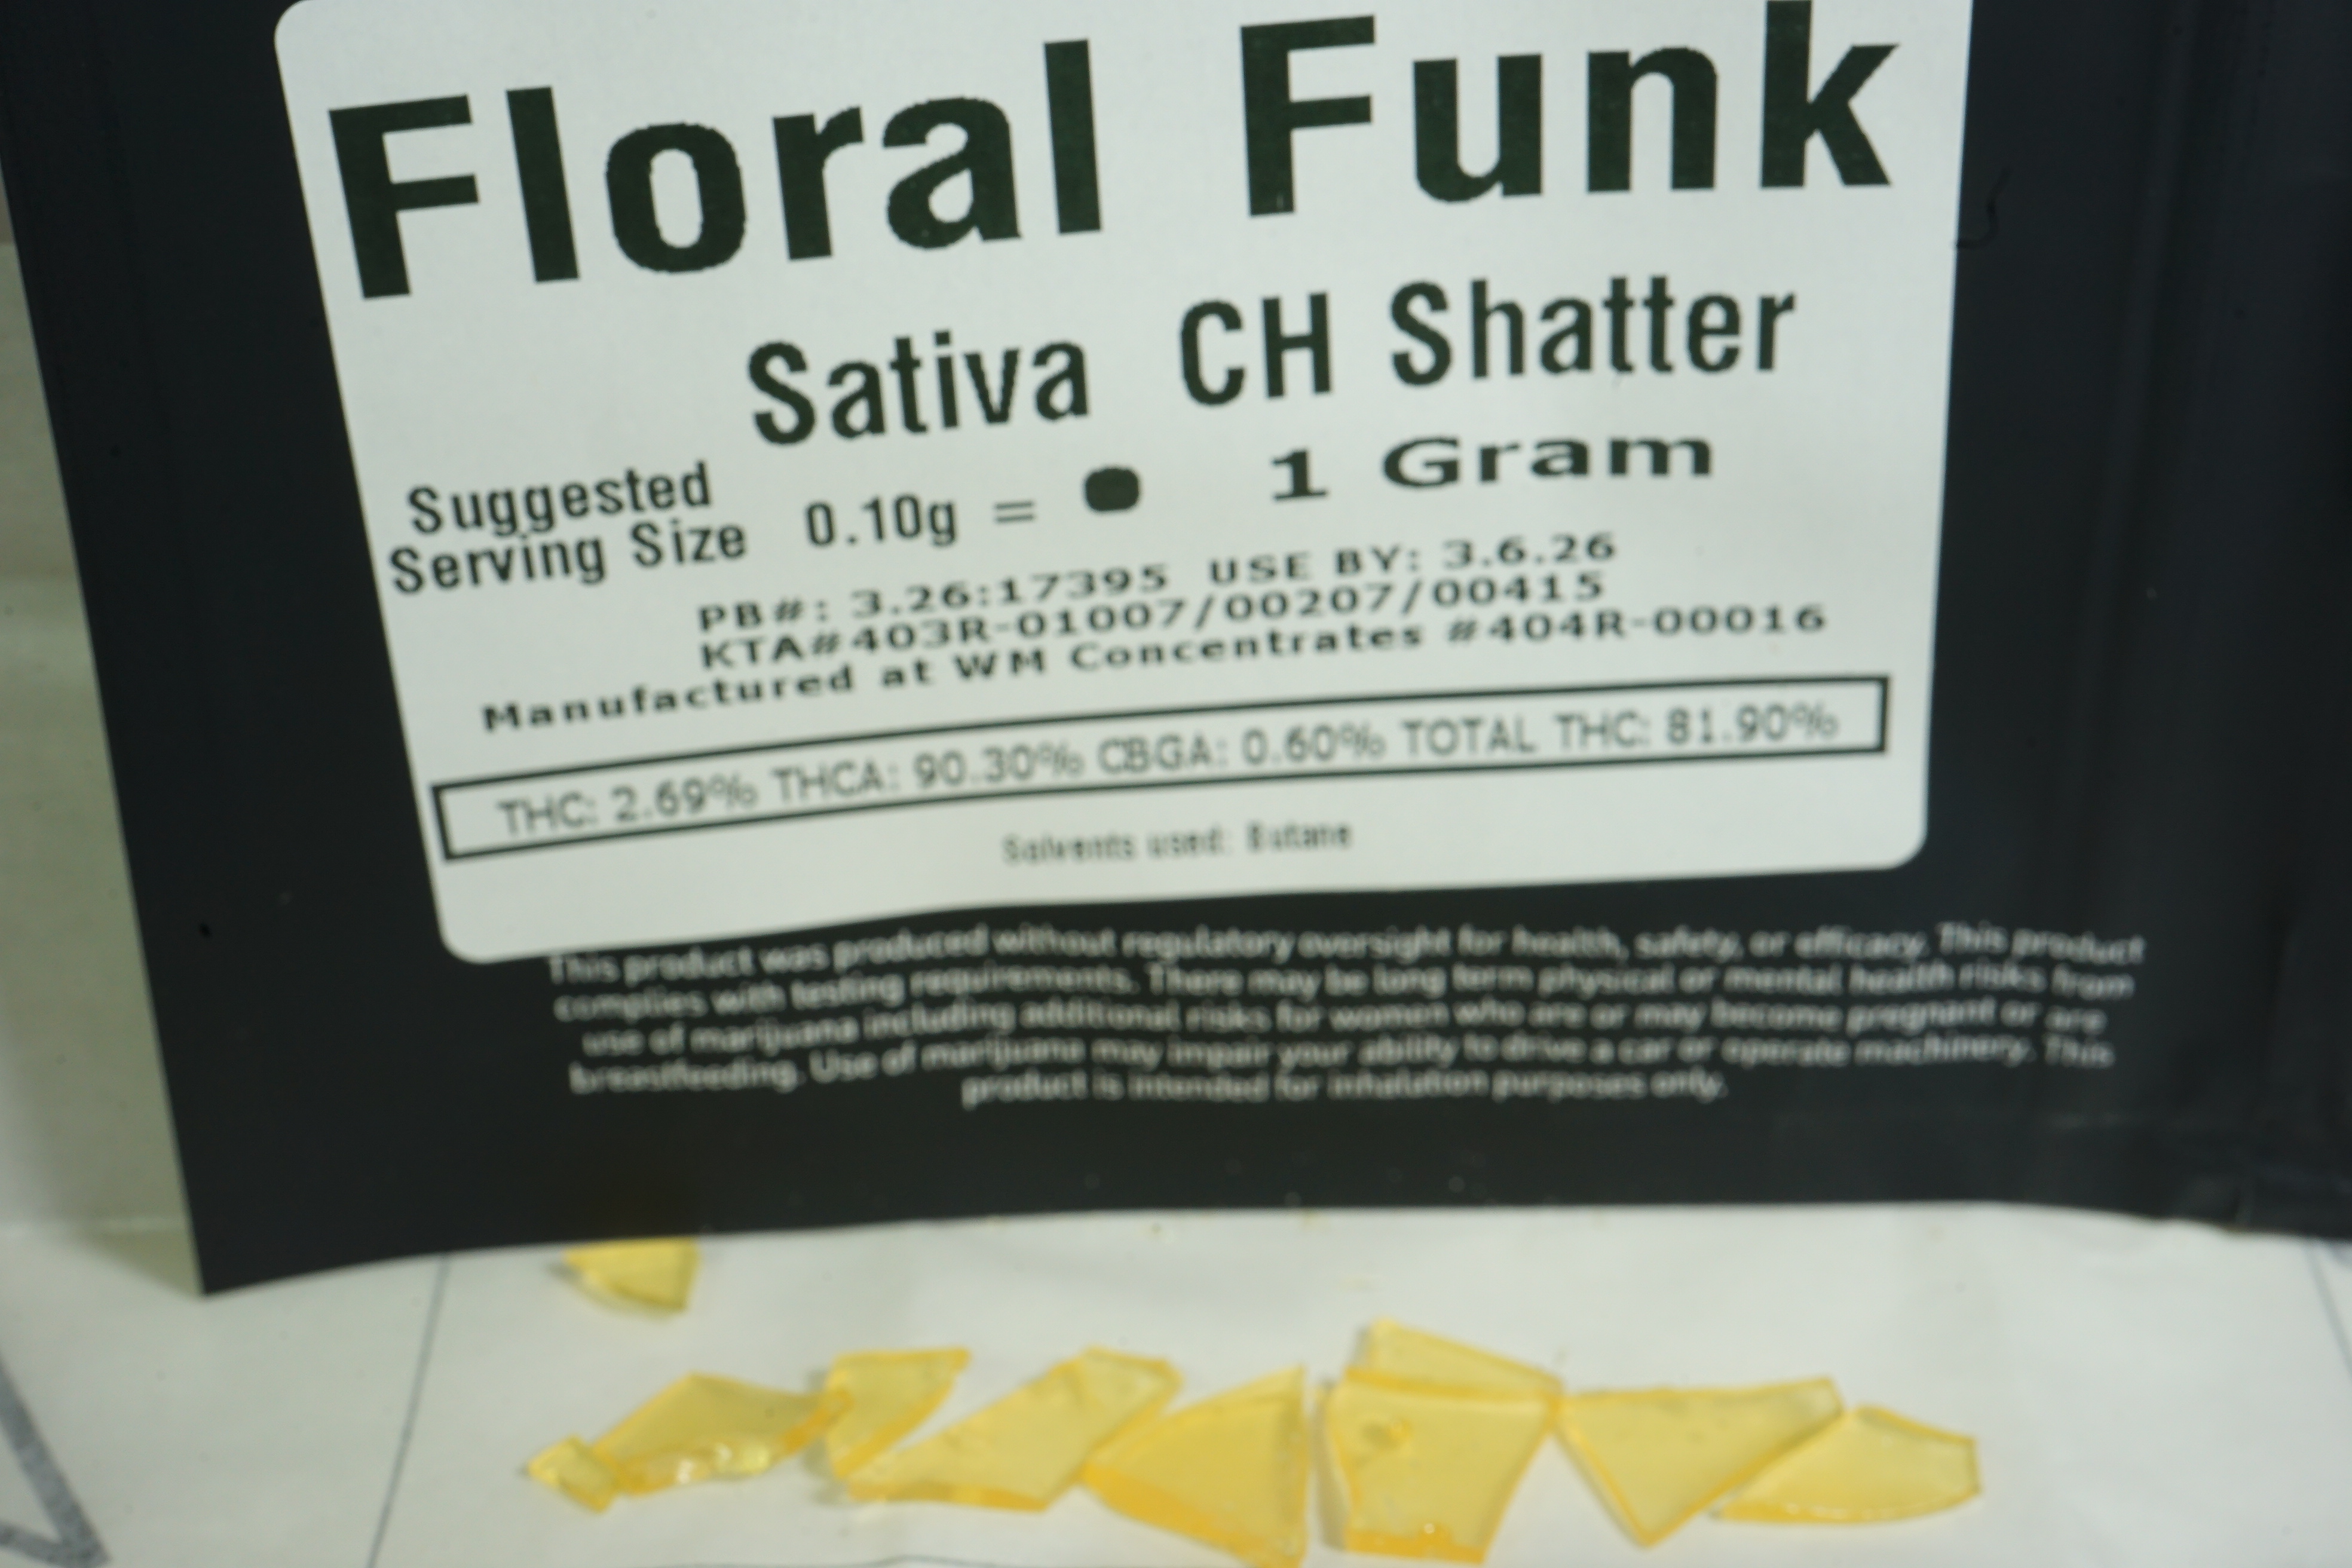 Floral Funk
Sativa CH Shatter
Suggested
Serving Size 0.10g = 1 Gram
PB#: 3.26:17395 USE BY: 3.6.26
KTA#403R-01007/00207/00415
Manufactured at WM Concentrates #404R-00016
THC: 2.69% THCA: 90.30% CBGA: 0.60% TOTAL THC: 81.90%
Solvents used: Butane
This product was produced without regulatory oversight for health, safety, or efficacy. This product
complies with testing requirements. There may be long term physical or mental health risks from
use of marijuana including additional risks for women who are or may become pregnant or are
breastfeeding. Use of marijuana may impair your ability to drive a car or operate machinery. This
product is intended for inhalation purposes only.